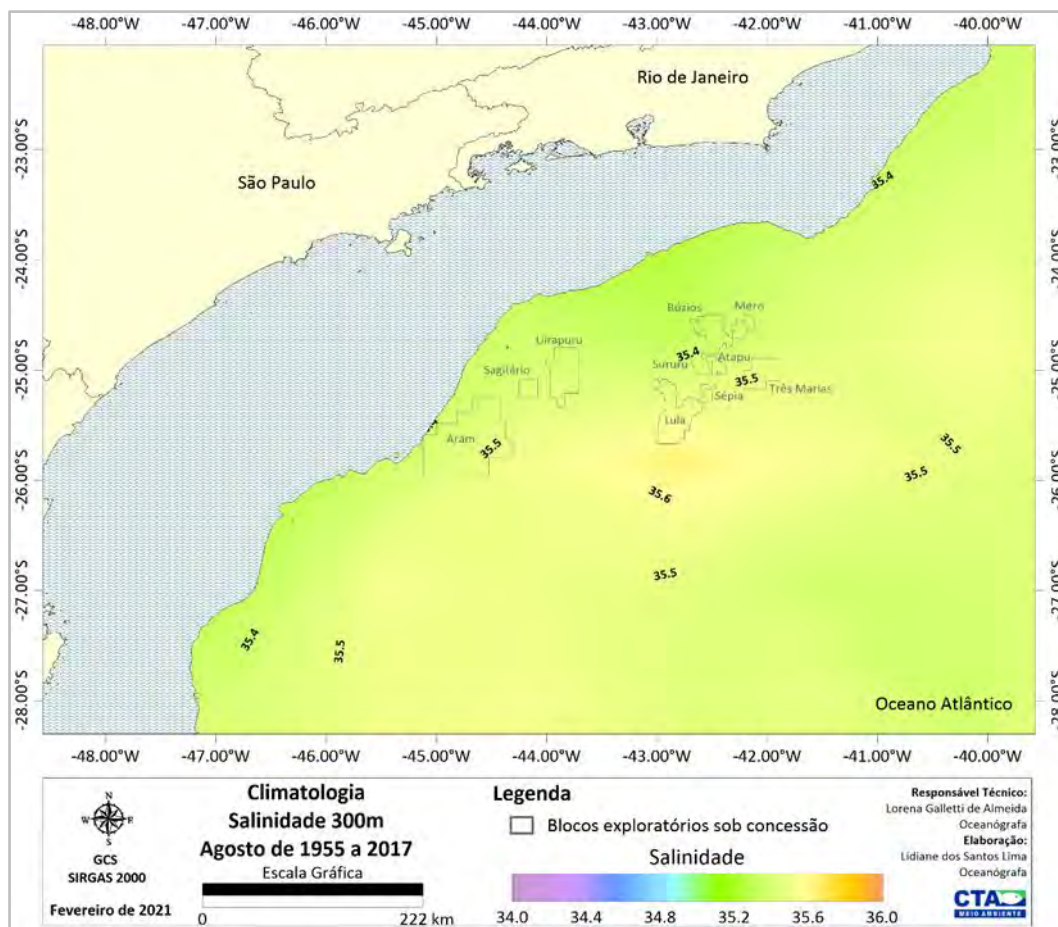 -48.00°W -47.00°W -46.00°W -45.00°W -44.00°W -43.00°W -42.00°W -41.00°W -40.00°W
Rio de Janeiro
-23.00°S
-23.00°S
São Paulo
35.4
-24.00°S
-24.00°S
Búzios
Mero
Uirapuru
35.4
Atapu
-25.00°S
Sagitário
Sururu
35.5
Três Marias
-25.00°S
Sépia
Lula
Aram
35.5
35.5
35.5
-26.00°S
35.6
-26.00°S
35.5
-27.00°S
-27.00°S
35.4
35.5
-28.00°S
Oceano Atlântico
-28.00°S
-48.00°W -47.00°W -46.00°W -45.00°W -44.00°W -43.00°W -42.00°W -41.00°W -40.00°W
N
W E
S
GCS
SIRGAS 2000
Fevereiro de 2021
Climatologia
Salinidade 300m
Agosto de 1955 a 2017
Escala Gráfica
0 222 km
Legenda
Blocos exploratórios sob concessão
Salinidade
34.0 34.4 34.8 35.2 35.6 36.0
Responsável Técnico:
Lorena Galletti de Almeida
Oceanógrafa
Elaboração:
Lidiane dos Santos Lima
Oceanógrafa
CTA
MEIO AMBIENTE